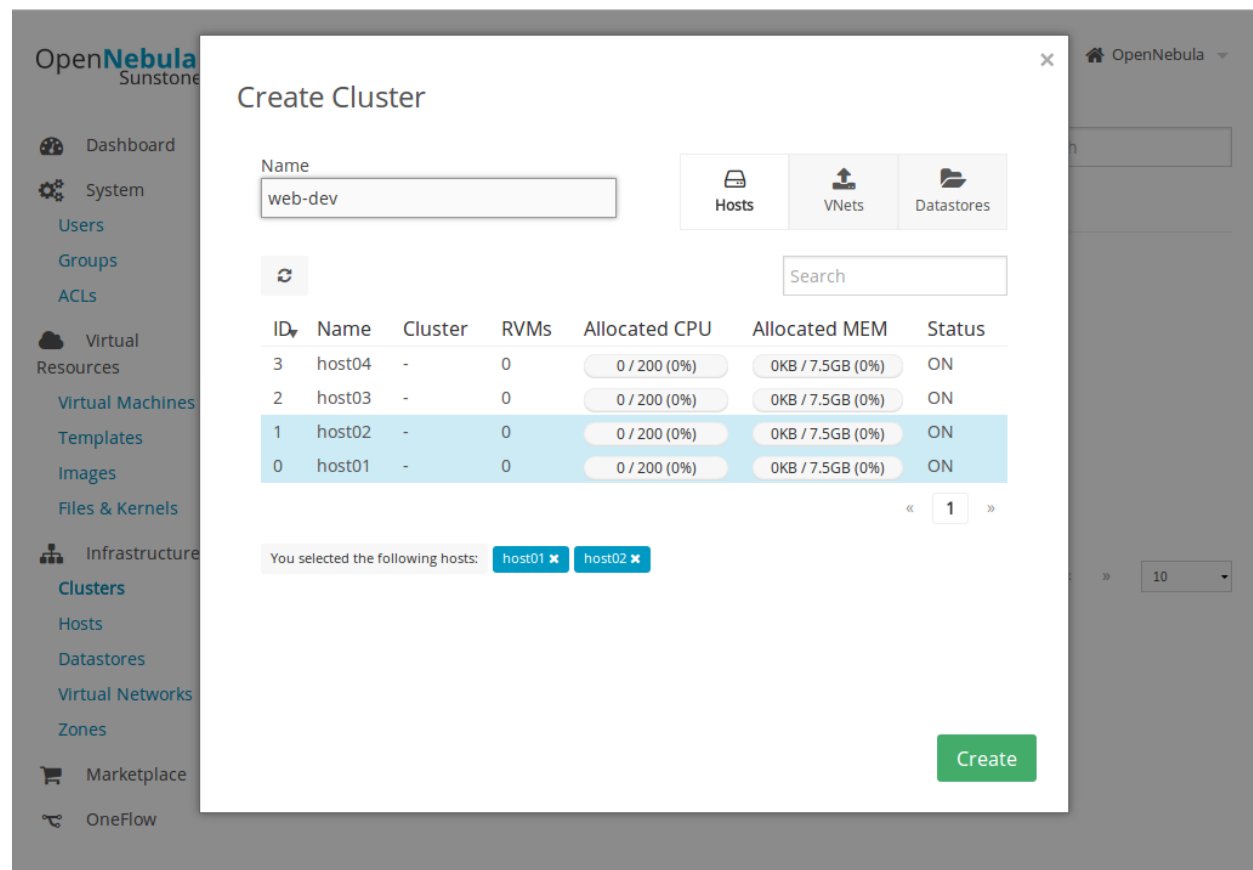 OpenNebula
Sunstone
OpenNebula
Dashboard
System
Users
Groups
ACLs
Virtual
Resources
Virtual Machines
Templates
Images
Files & Kernels
Infrastructure
Clusters
Hosts
Datastores
Virtual Networks
Zones
Marketplace
OneFlow
×
Create Cluster
Name
web-dev
Hosts VNets Datastores
Search
ID Name Cluster RVMs Allocated CPU Allocated MEM Status
3 host04 - 0 0 / 200 (0%) 0KB / 7.5GB (0%) ON
2 host03 - 0 0 / 200 (0%) 0KB / 7.5GB (0%) ON
1 host02 - 0 0 / 200 (0%) 0KB / 7.5GB (0%) ON
0 host01 - 0 0 / 200 (0%) 0KB / 7.5GB (0%) ON
« 1 »
You selected the following hosts: host01 × host02 ×
Create
» 10